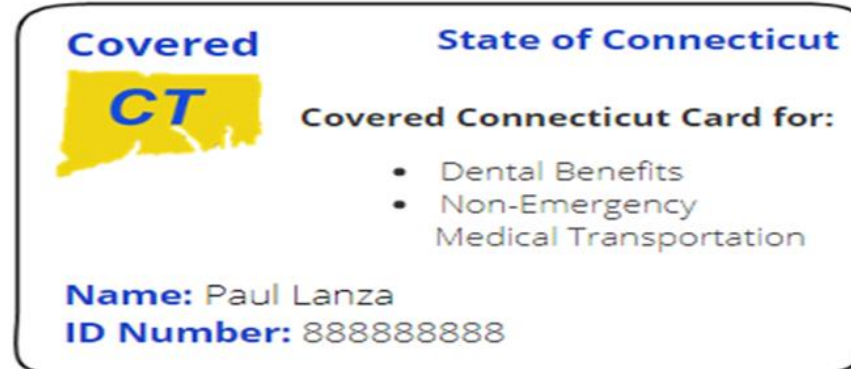 Covered
State of Connecticut
CT
Covered Connecticut Card for:
• Dental Benefits
• Non-Emergency
Medical Transportation
Name: Paul Lanza
ID Number: 888888888